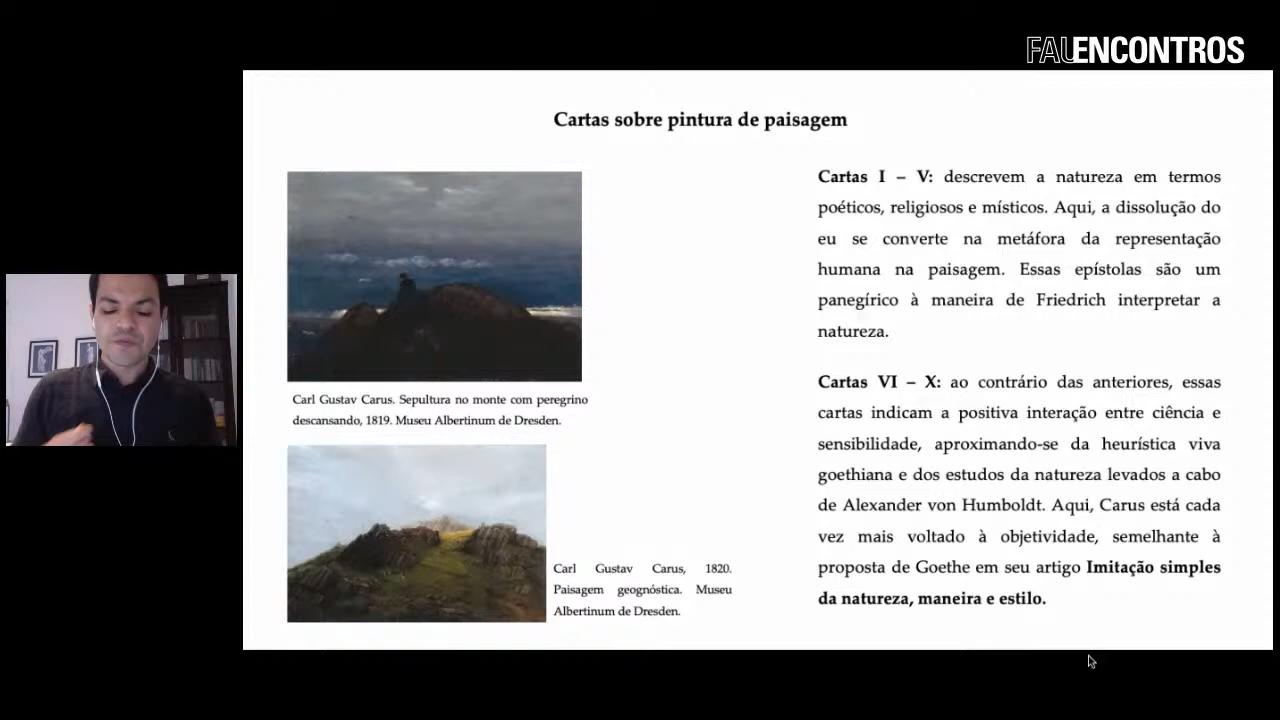 FALENCONTROS
Cartas sobre pintura de paisagem
Carl Gustav Carus. Sepultura no monte com peregrino
descansando, 1819. Museu Albertinum de Dresden.
Carl Gustav Carus, 1820.
Paisagem geognóstica. Museu
Albertinum de Dresden.
Cartas I – V: descrevem a natureza em termos
poéticos, religiosos e místicos. Aqui, a dissolução do
eu se converte na metáfora da representação
humana na paisagem. Essas epístolas são um
panegírico à maneira de Friedrich interpretar a
natureza.
Cartas VI – X: ao contrário das anteriores, essas
cartas indicam a positiva interação entre ciência e
sensibilidade, aproximando-se da heurística viva
goethiana e dos estudos da natureza levados a cabo
de Alexander von Humboldt. Aqui, Carus está cada
vez mais voltado à objetividade, semelhante à
proposta de Goethe em seu artigo Imitação simples
da natureza, maneira e estilo.